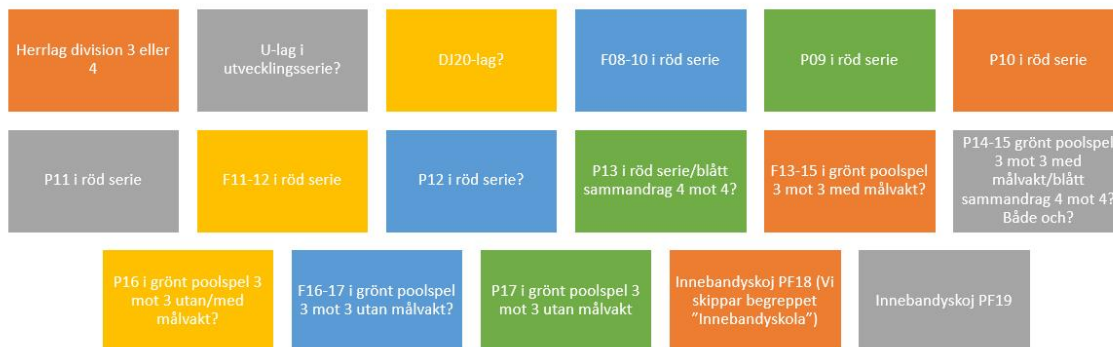 Herrlag division 3 eller
4
U-lag i
utvecklingsserie?
DJ20-lag?
F08-10 i röd serie
P09 i röd serie
P10 i röd serie
P11 i röd serie
F11-12 i röd serie
P12 i röd serie?
P13 i röd serie/blått
sammandrag 4 mot 4?
F13-15 i grönt poolspel
3 mot 3 med målvakt?
P14-15 grönt poolspel
3 mot 3 med
målvakt/blått
sammandrag 4 mot 4?
Både och?
P16 i grönt poolspel 3
mot 3 utan/med
målvakt?
F16-17 i grönt poolspel
3 mot 3 utan målvakt?
P17 i grönt poolspel 3
mot 3 utan målvakt
Innebandyskoj PF18 (Vi
skippar begreppet
”Innebandyskola”)
Innebandyskoj PF19